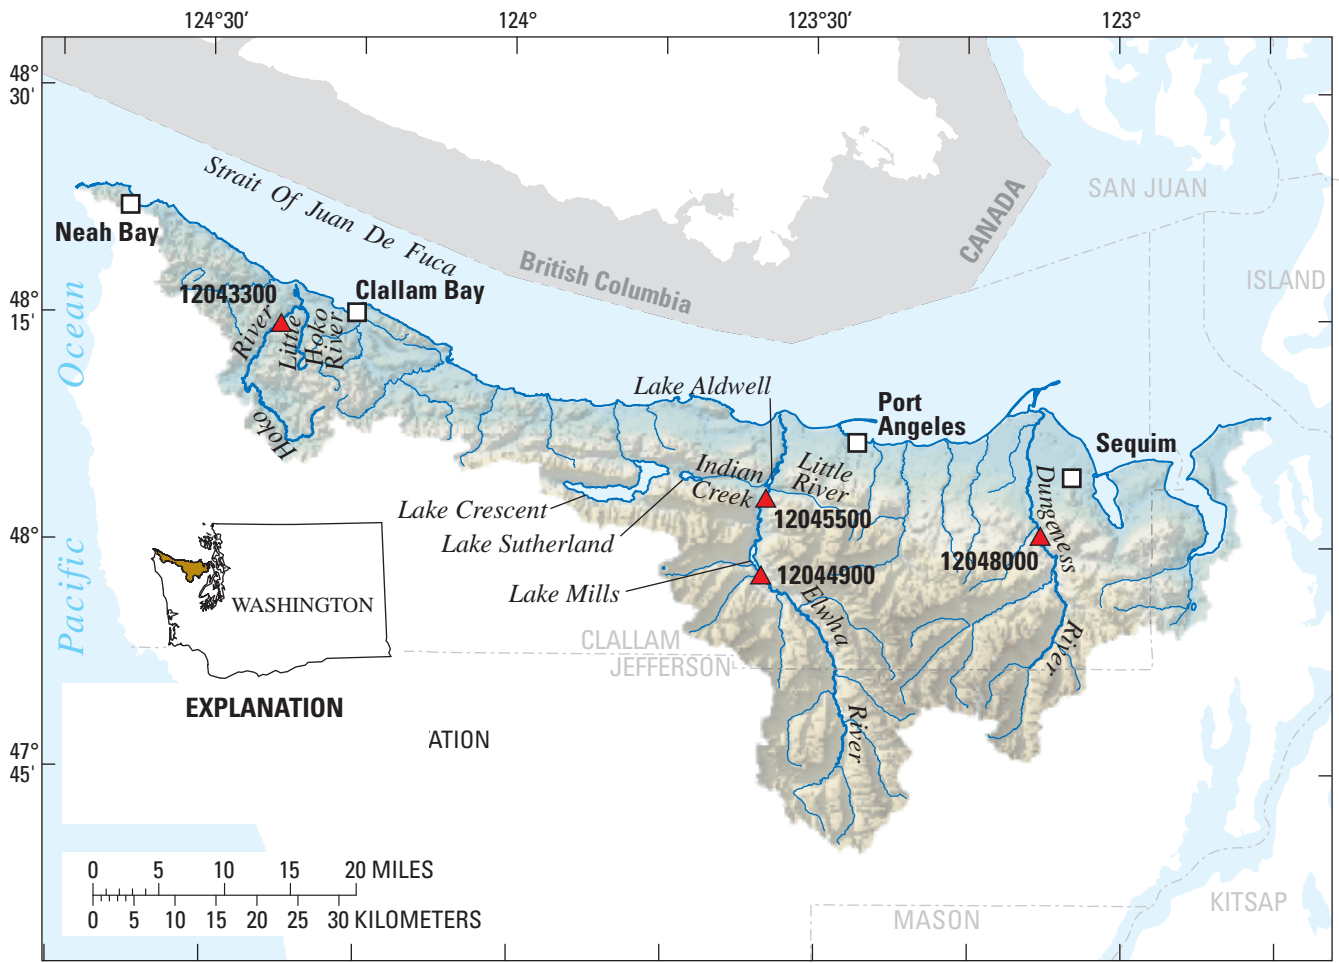 124°30'
124°
123°30'
123°
48°
30'
48°
15'
48°
47°
45'
Strait Of Juan De Fuca
British Columbia
CANADA
SAN JUAN
ISLAND
Neah Bay
Pacific Ocean
12043300
Clallam Bay
Hoko River
Little
Hoko
River
Lake Aldwell
Port
Angeles
Sequim
Indian
Creek
Little
River
Lake Crescent
Lake Sutherland
Lake Mills
12045500
12044900
12048000
Dungeness River
Elwha River
CLALLAM
JEFFERSON
WASHINGTON
EXPLANATION
ATION
0 5 10 15 20 MILES
0 5 10 15 20 25 30 KILOMETERS
MASON
KITSAP